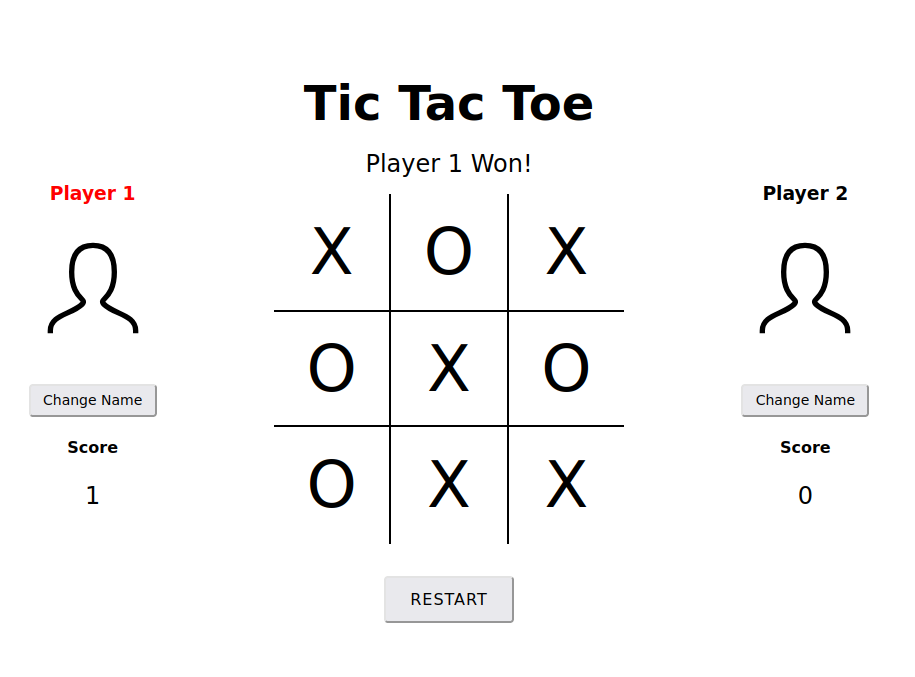 Tic Tac Toe
Player 1 Won!
Player 1
Player 2
X O X
O X O
O X X
Change Name
Change Name
Score
Score
1
0
RESTART